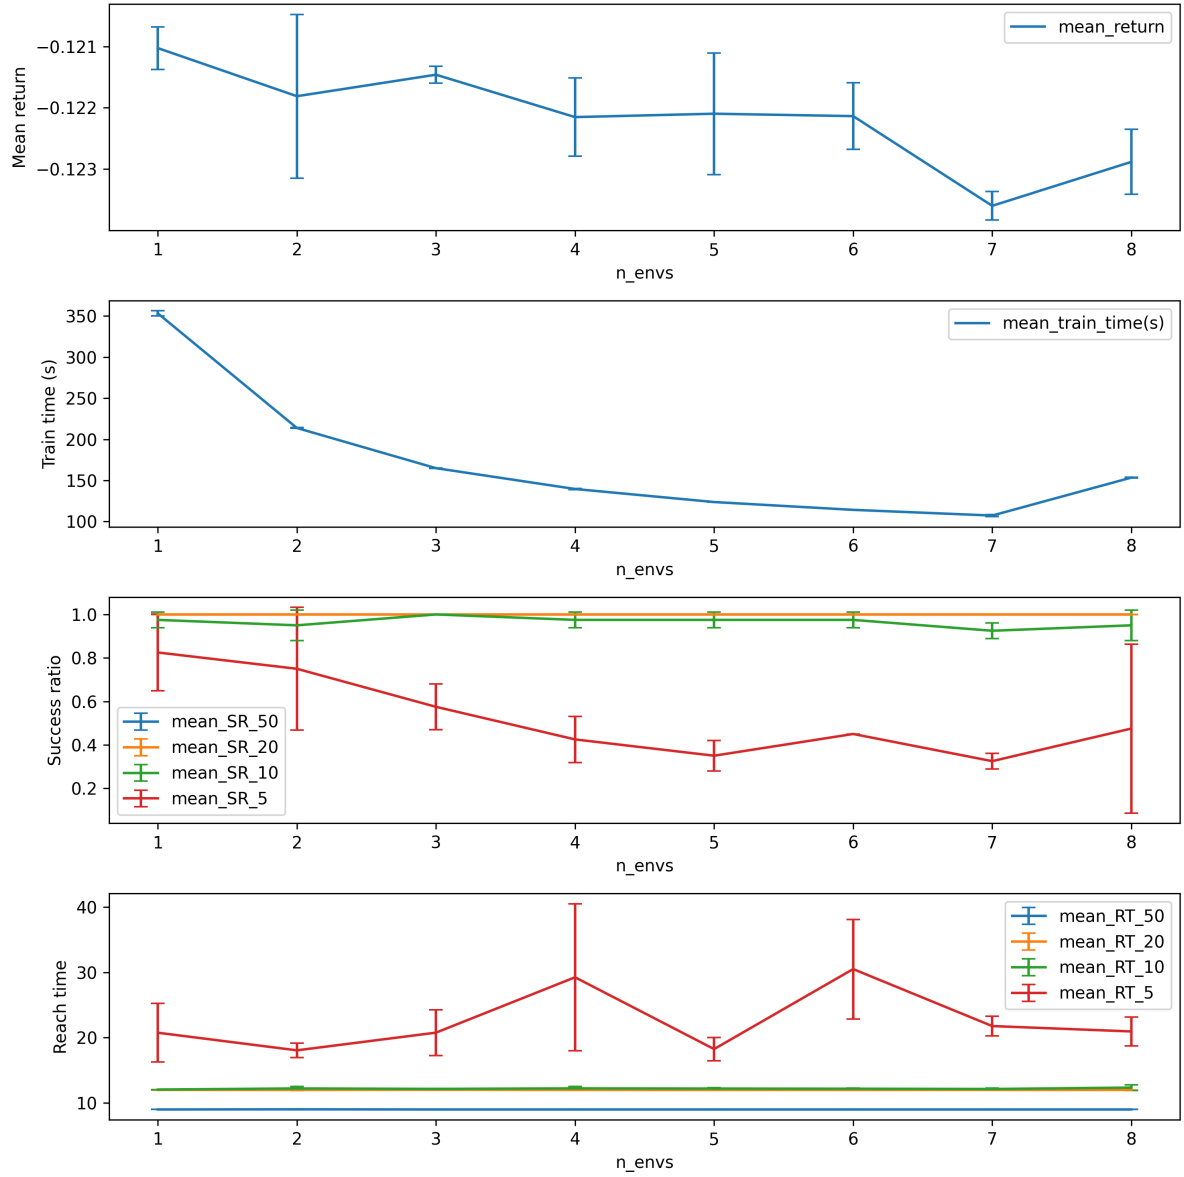 Mean return
−0.121
−0.122
−0.123
mean_return
1 2 3 4 5 6 7 8
n_envs
Train time (s)
350
300
250
200
150
100
mean_train_time(s)
1 2 3 4 5 6 7 8
n_envs
Success ratio
1.0
0.8
0.6
0.4
0.2
mean_SR_50
mean_SR_20
mean_SR_10
mean_SR_5
1 2 3 4 5 6 7 8
n_envs
Reach time
40
30
20
10
mean_RT_50
mean_RT_20
mean_RT_10
mean_RT_5
1 2 3 4 5 6 7 8
n_envs